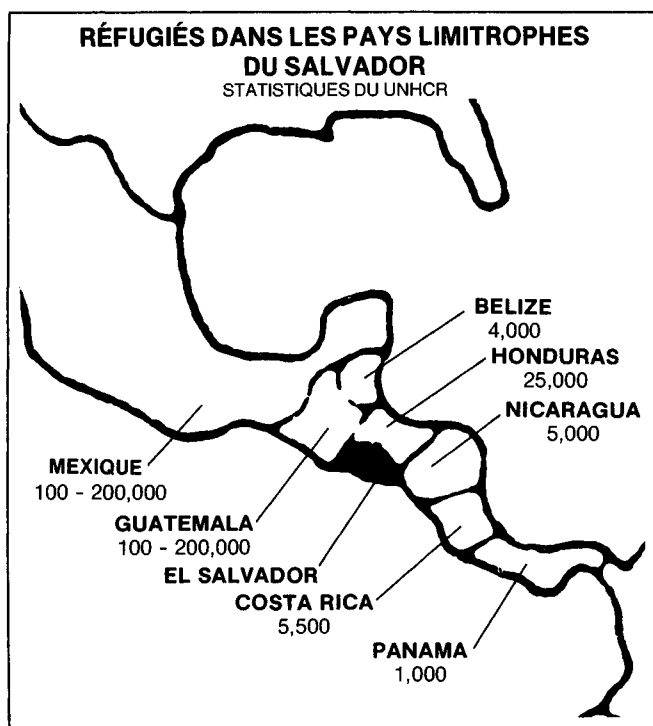 RÉFUGIÉS DANS LES PAYS LIMITROPHES
DU SALVADOR
STATISTIQUES DU UNHCR
BELIZE
4,000
HONDURAS
25,000
NICARAGUA
5,000
MEXIQUE
100 - 200,000
GUATEMALA
100 - 200,000
EL SALVADOR
COSTA RICA
5,500
PANAMA
1,000